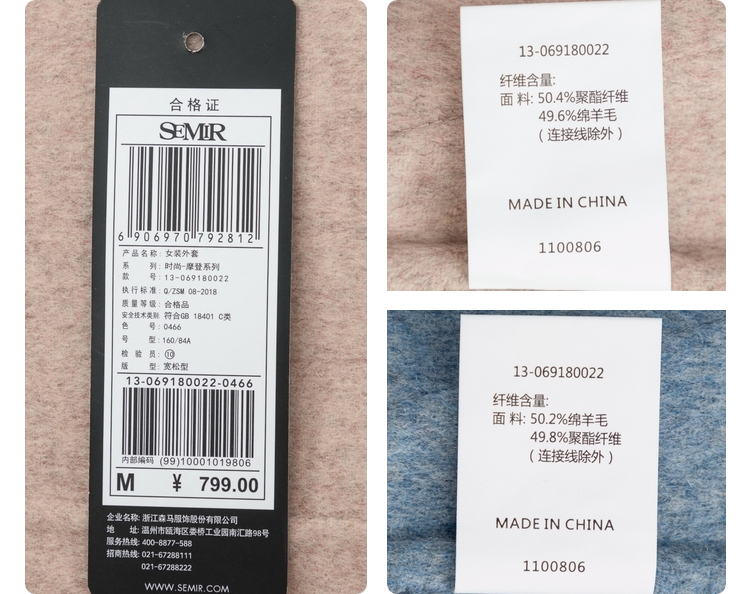 合格证
SEMIR
6 906970 792812
产品名称: 女装外套
系 列: 时尚-摩登系列
款 号: 13-069180022
执行标准: Q/ZSM 08-2018
质量等级: 合格品
安全技术类别: 符合GB 18401 C类
色 号: 0466
号 型: 160/84A
检 验 员: ⑩
版 型: 宽松型
13-069180022-0466
内部编码 (99)10001019806
M ¥ 799.00
企业名称: 浙江森马服饰股份有限公司
地 址: 温州市瓯海区娄桥工业园南汇路98号
服务热线: 400-8877-588
招商热线: 021-67288111
021-67288222
WWW.SEMIR.COM
13-069180022
纤维含量:
面 料: 50.4%聚酯纤维
49.6%绵羊毛
(连接线除外)
MADE IN CHINA
1100806
13-069180022
纤维含量:
面 料: 50.2%绵羊毛
49.8%聚酯纤维
(连接线除外)
MADE IN CHINA
1100806